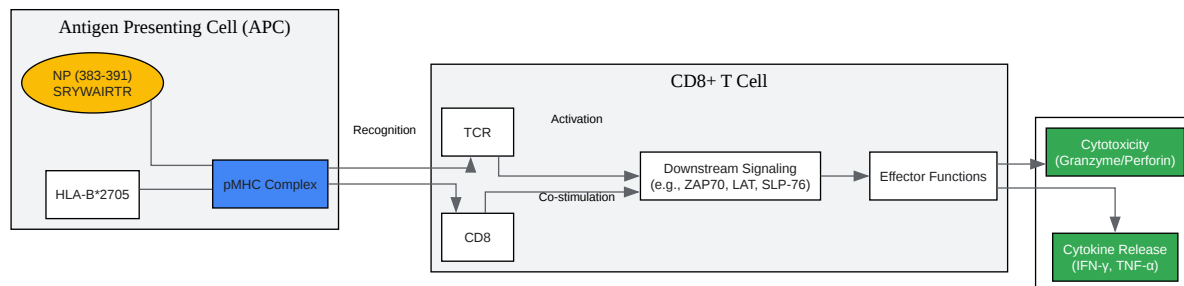 Antigen Presenting Cell (APC)
NP (383-391)
SRYWAIRTR
HLA-B*2705
pMHC Complex
Recognition
CD8+ T Cell
TCR
Activation
CD8
Co-stimulation
Downstream Signaling
(e.g., ZAP70, LAT, SLP-76)
Effector Functions
Cytotoxicity
(Granzyme/Perforin)
Cytokine Release
(IFN-γ, TNF-α)